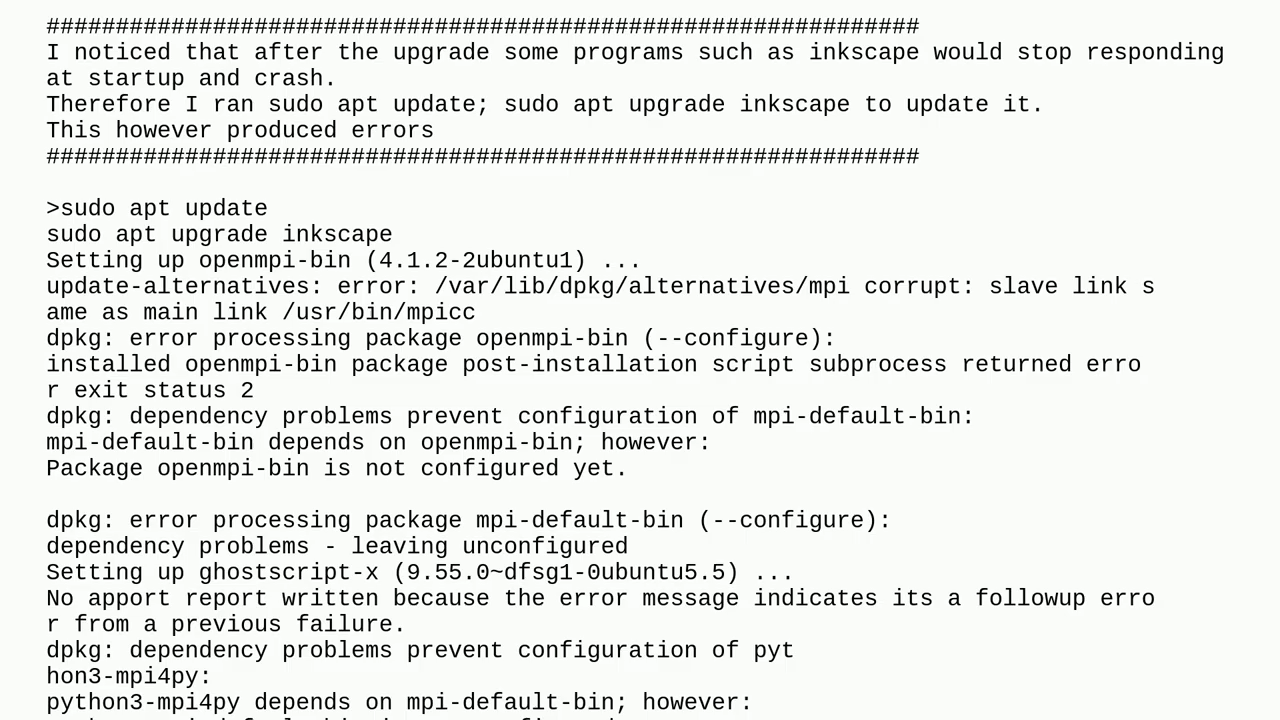 ###############################################################
I noticed that after the upgrade some programs such as inkscape would stop responding
at startup and crash.
Therefore I ran sudo apt update; sudo apt upgrade inkscape to update it.
This however produced errors
###############################################################
>sudo apt update
sudo apt upgrade inkscape
Setting up openmpi-bin (4.1.2-2ubuntu1) ...
update-alternatives: error: /var/lib/dpkg/alternatives/mpi corrupt: slave link s
ame as main link /usr/bin/mpicc
dpkg: error processing package openmpi-bin (--configure):
installed openmpi-bin package post-installation script subprocess returned erro
r exit status 2
dpkg: dependency problems prevent configuration of mpi-default-bin:
mpi-default-bin depends on openmpi-bin; however:
Package openmpi-bin is not configured yet.
dpkg: error processing package mpi-default-bin (--configure):
dependency problems - leaving unconfigured
Setting up ghostscript-x (9.55.0~dfsg1-0ubuntu5.5) ...
No apport report written because the error message indicates its a followup erro
r from a previous failure.
dpkg: dependency problems prevent configuration of pyt
hon3-mpi4py:
python3-mpi4py depends on mpi-default-bin; however: